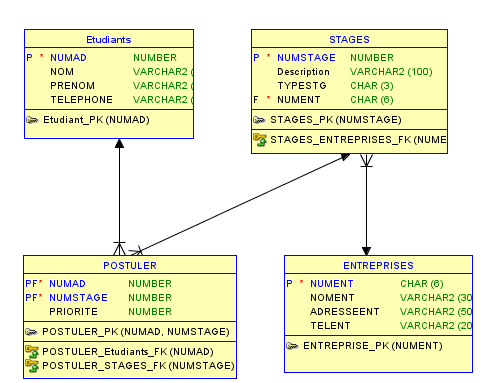 Etudiants
P * NUMAD NUMBER
NOM VARCHAR2 (
PRENOM VARCHAR2 (
TELEPHONE VARCHAR2 (
Etudiant_PK (NUMAD)
STAGES
P * NUMSTAGE NUMBER
Description VARCHAR2 (100)
TYPESTG CHAR (3)
F * NUMENT CHAR (6)
STAGES_PK (NUMSTAGE)
STAGES_ENTREPRISES_FK (NUME
POSTULER
PF* NUMAD NUMBER
PF* NUMSTAGE NUMBER
PRIORITE NUMBER
POSTULER_PK (NUMAD, NUMSTAGE)
POSTULER_Etudiants_FK (NUMAD)
POSTULER_STAGES_FK (NUMSTAGE)
ENTREPRISES
P * NUMENT CHAR (6)
NOMENT VARCHAR2 (30
ADRESSEENT VARCHAR2 (50
TELENT VARCHAR2 (20
ENTREPRISE_PK (NUMENT)